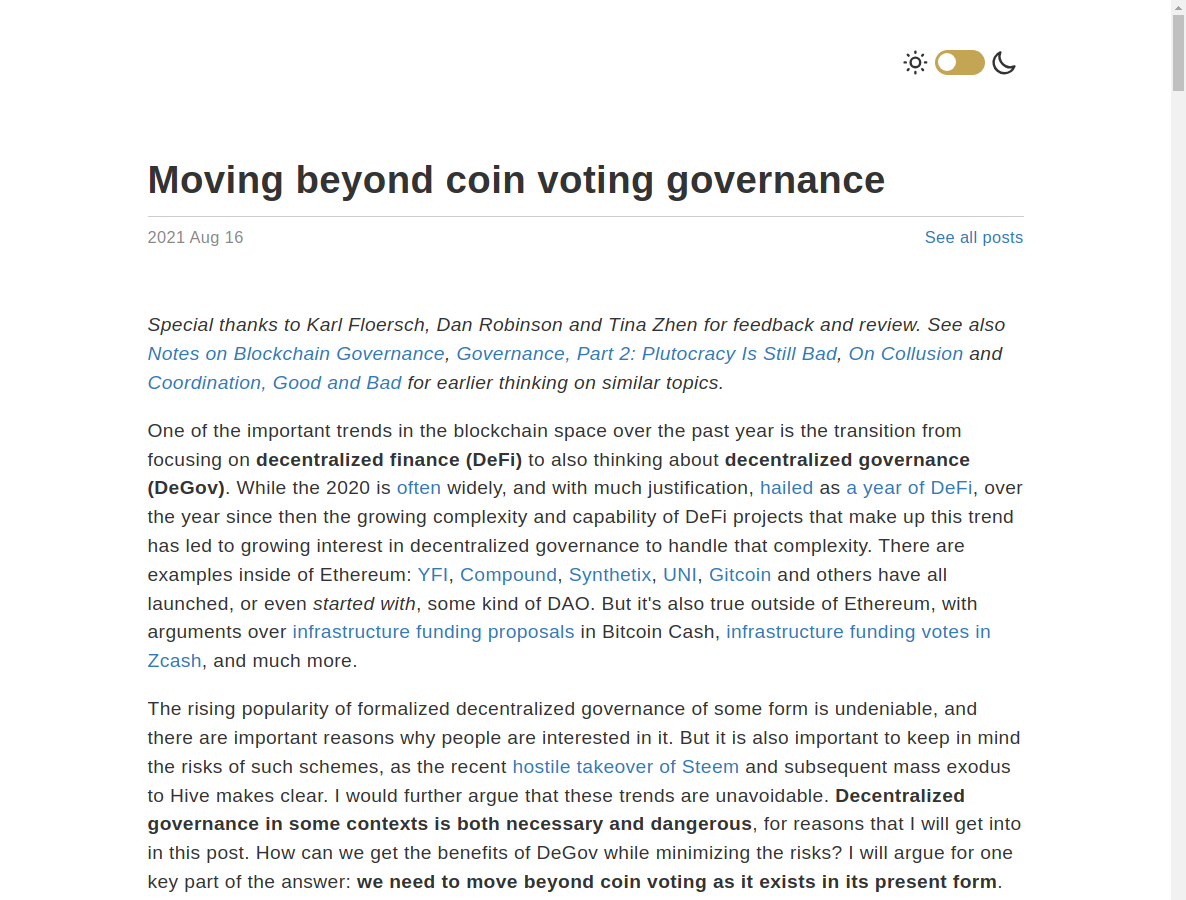 Moving beyond coin voting governance
2021 Aug 16
See all posts
Special thanks to Karl Floersch, Dan Robinson and Tina Zhen for feedback and review. See also
Notes on Blockchain Governance, Governance, Part 2: Plutocracy Is Still Bad, On Collusion and
Coordination, Good and Bad for earlier thinking on similar topics.
One of the important trends in the blockchain space over the past year is the transition from
focusing on decentralized finance (DeFi) to also thinking about decentralized governance
(DeGov). While the 2020 is often widely, and with much justification, hailed as a year of DeFi, over
the year since then the growing complexity and capability of DeFi projects that make up this trend
has led to growing interest in decentralized governance to handle that complexity. There are
examples inside of Ethereum: YFI, Compound, Synthetix, UNI, Gitcoin and others have all
launched, or even started with, some kind of DAO. But it's also true outside of Ethereum, with
arguments over infrastructure funding proposals in Bitcoin Cash, infrastructure funding votes in
Zcash, and much more.
The rising popularity of formalized decentralized governance of some form is undeniable, and
there are important reasons why people are interested in it. But it is also important to keep in mind
the risks of such schemes, as the recent hostile takeover of Steem and subsequent mass exodus
to Hive makes clear. I would further argue that these trends are unavoidable. Decentralized
governance in some contexts is both necessary and dangerous, for reasons that I will get into
in this post. How can we get the benefits of DeGov while minimizing the risks? I will argue for one
key part of the answer: we need to move beyond coin voting as it exists in its present form.